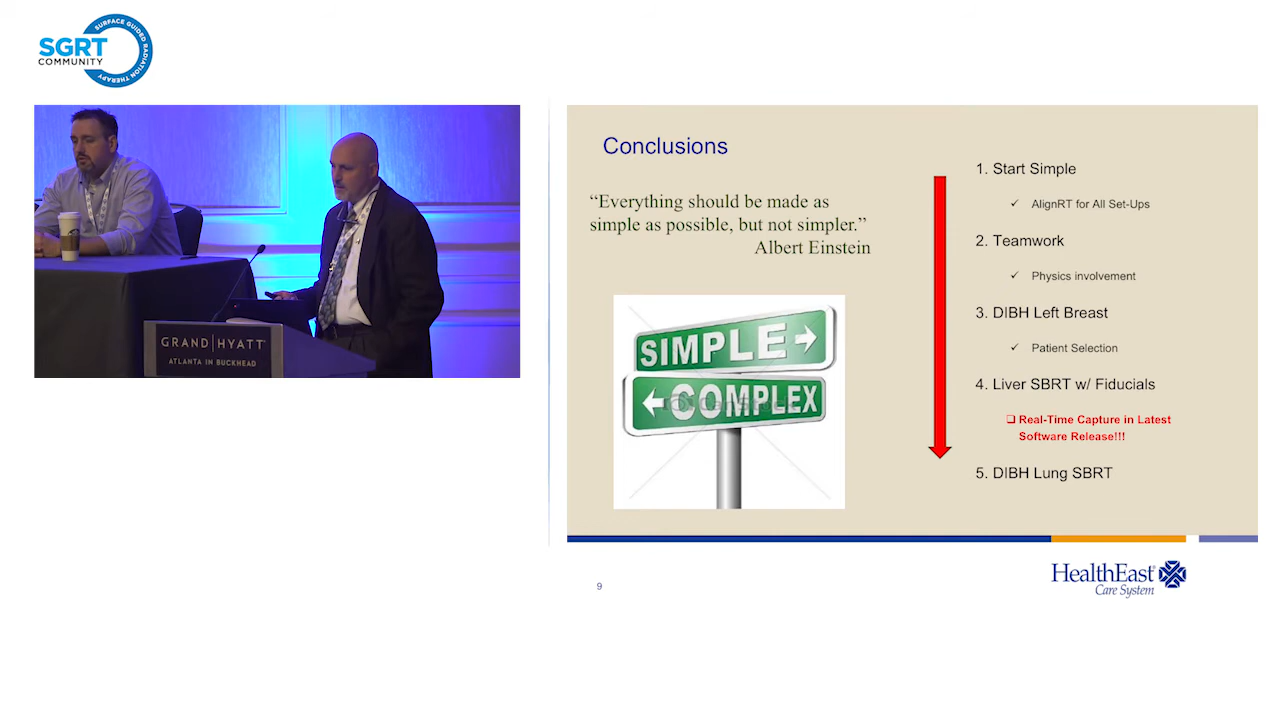 SURFACE GUIDED RADIATION THERAPY
SGRT
COMMUNITY
GRAND|HYATT
ATLANTA IN BUCKHEAD
Conclusions
“Everything should be made as
simple as possible, but not simpler.”
Albert Einstein
SIMPLE
COMPLEX
1. Start Simple
✓ AlignRT for All Set-Ups
2. Teamwork
✓ Physics involvement
3. DIBH Left Breast
✓ Patient Selection
4. Liver SBRT w/ Fiducials
❑ Real-Time Capture in Latest
Software Release!!!
5. DIBH Lung SBRT
9
HealthEast
Care System